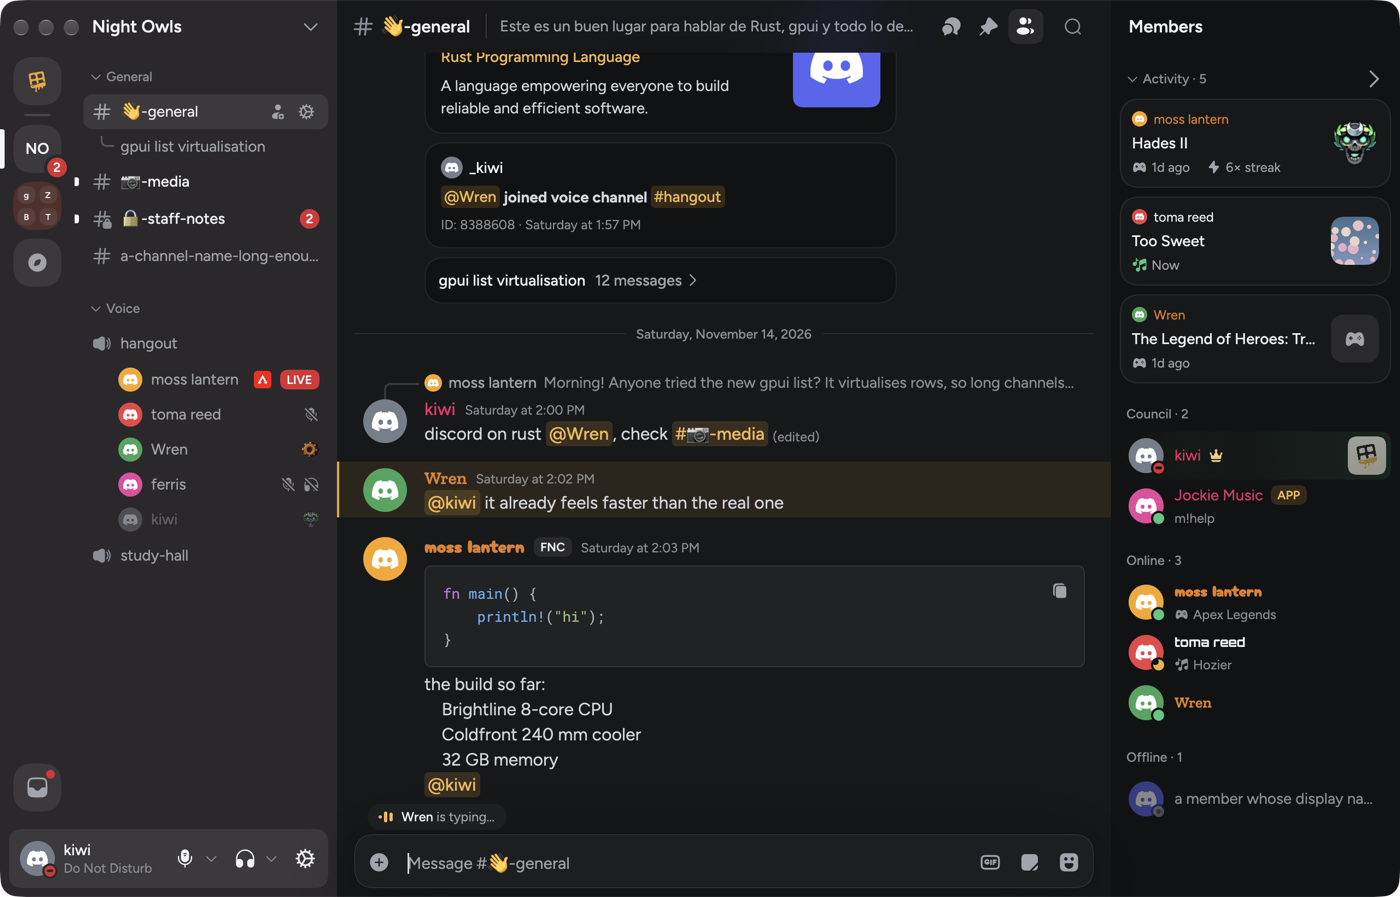 Night Owls
NO
2
g Z
B T
General
👋-general
gpui list virtualisation
📷-media
🔒-staff-notes
2
a-channel-name-long-enou...
Voice
hangout
moss lantern LIVE
toma reed
Wren
ferris
kiwi
study-hall
kiwi
Do Not Disturb
# 👋-general
Este es un buen lugar para hablar de Rust, gpui y todo lo de...
Rust Programming Language
A language empowering everyone to build
reliable and efficient software.
_kiwi
@Wren joined voice channel #hangout
ID: 8388608 · Saturday at 1:57 PM
gpui list virtualisation 12 messages
Saturday, November 14, 2026
moss lantern Morning! Anyone tried the new gpui list? It virtualises rows, so long channels...
kiwi Saturday at 2:00 PM
discord on rust @Wren, check #📷-media (edited)
Wren Saturday at 2:02 PM
@kiwi it already feels faster than the real one
moss lantern FNC Saturday at 2:03 PM
fn main() {
println!("hi");
}
the build so far:
Brightline 8-core CPU
Coldfront 240 mm cooler
32 GB memory
@kiwi
Wren is typing...
Message #👋-general
GIF
Members
Activity · 5
moss lantern
Hades II
1d ago 6× streak
toma reed
Too Sweet
Now
Wren
The Legend of Heroes: Tr...
1d ago
Council · 2
kiwi
Jockie Music APP
m!help
Online · 3
moss lantern
Apex Legends
toma reed
Hozier
Wren
Offline · 1
a member whose display na...